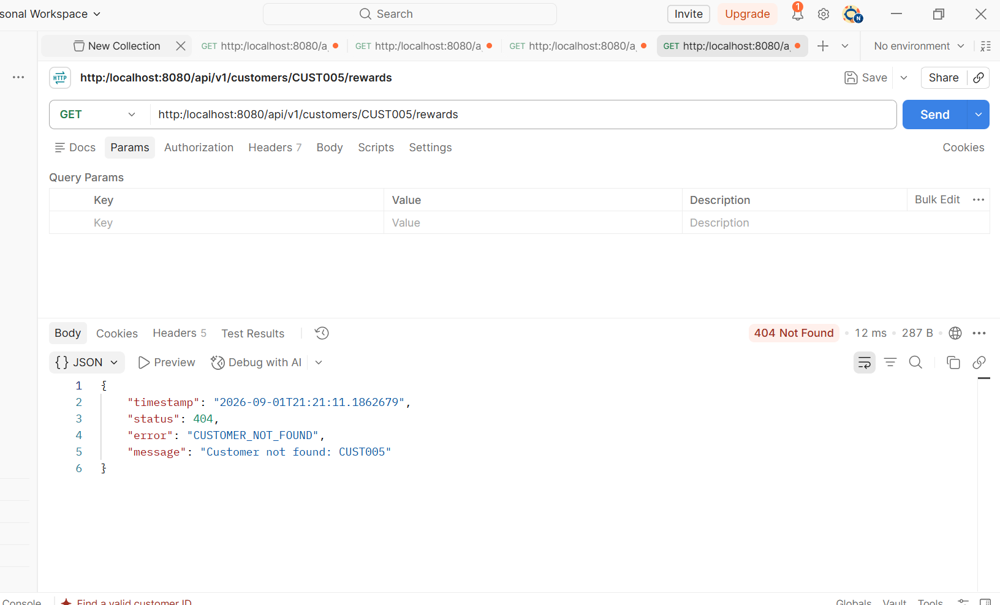 sonal Workspace
Search
Invite
Upgrade
1
N
New Collection
GET http:/localhost:8080/a
GET http:/localhost:8080/a
GET http:/localhost:8080/a
GET http:/localhost:8080/a
No environment
HTTP
http:/localhost:8080/api/v1/customers/CUST005/rewards
Save
Share
GET
http:/localhost:8080/api/v1/customers/CUST005/rewards
Send
Docs
Params
Authorization
Headers 7
Body
Scripts
Settings
Cookies
Query Params
Key
Value
Description
Bulk Edit
Key
Value
Description
Body
Cookies
Headers 5
Test Results
404 Not Found
12 ms
287 B
{} JSON
Preview
Debug with AI
1 {
2 "timestamp": "2026-09-01T21:21:11.1862679",
3 "status": 404,
4 "error": "CUSTOMER_NOT_FOUND",
5 "message": "Customer not found: CUST005"
6 }
Console
Find a valid customer ID
Globals
Vault
Tools